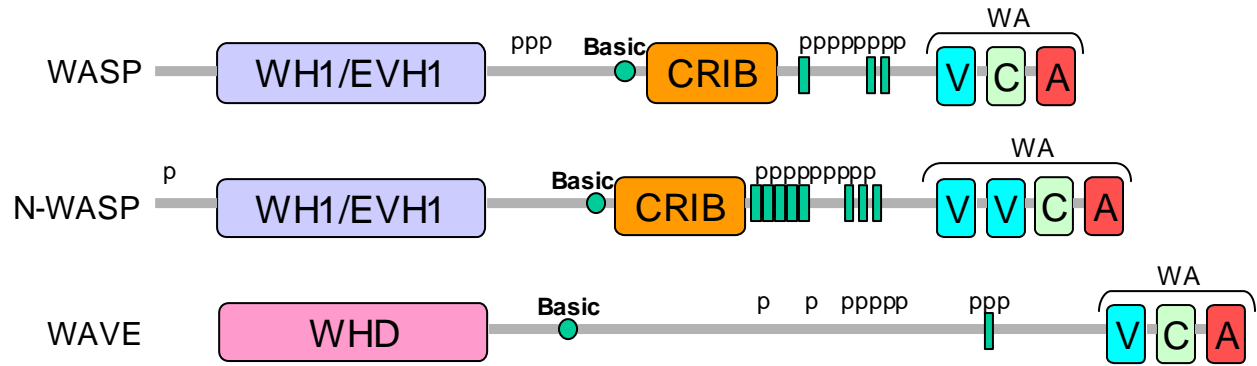 WA
ppp Basic pppppppp
WASP WH1/EVH1 CRIB V C A
WA
p Basic ppppppppp
N-WASP WH1/EVH1 CRIB V V C A
WA
Basic p p ppppp ppp
WAVE WHD V C A